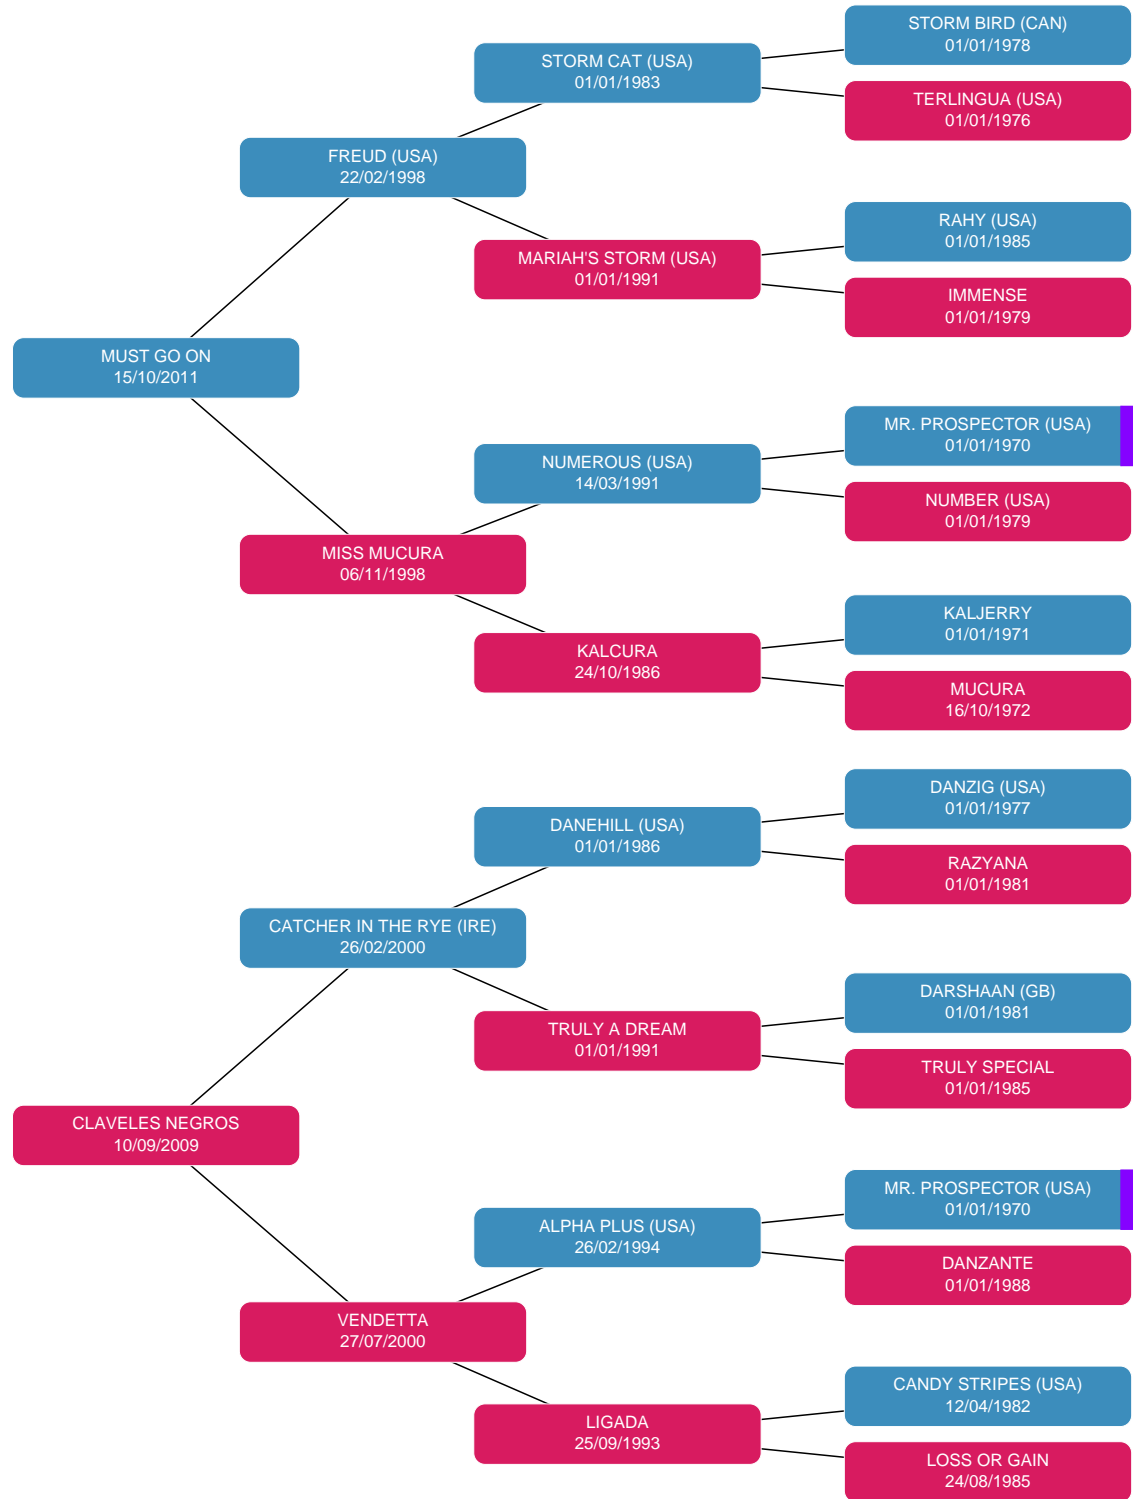 STORM BIRD (CAN)
01/01/1978
STORM CAT (USA)
01/01/1983
TERLINGUA (USA)
01/01/1976
FREUD (USA)
22/02/1998
RAHY (USA)
01/01/1985
MARIAH'S STORM (USA)
01/01/1991
IMMENSE
01/01/1979
MUST GO ON
15/10/2011
MR. PROSPECTOR (USA)
01/01/1970
NUMEROUS (USA)
14/03/1991
NUMBER (USA)
01/01/1979
MISS MUCURA
06/11/1998
KALJERRY
01/01/1971
KALCURA
24/10/1986
MUCURA
16/10/1972
DANZIG (USA)
01/01/1977
DANEHILL (USA)
01/01/1986
RAZYANA
01/01/1981
CATCHER IN THE RYE (IRE)
26/02/2000
DARSHAAN (GB)
01/01/1981
TRULY A DREAM
01/01/1991
TRULY SPECIAL
01/01/1985
CLAVELES NEGROS
10/09/2009
MR. PROSPECTOR (USA)
01/01/1970
ALPHA PLUS (USA)
26/02/1994
DANZANTE
01/01/1988
VENDETTA
27/07/2000
CANDY STRIPES (USA)
12/04/1982
LIGADA
25/09/1993
LOSS OR GAIN
24/08/1985